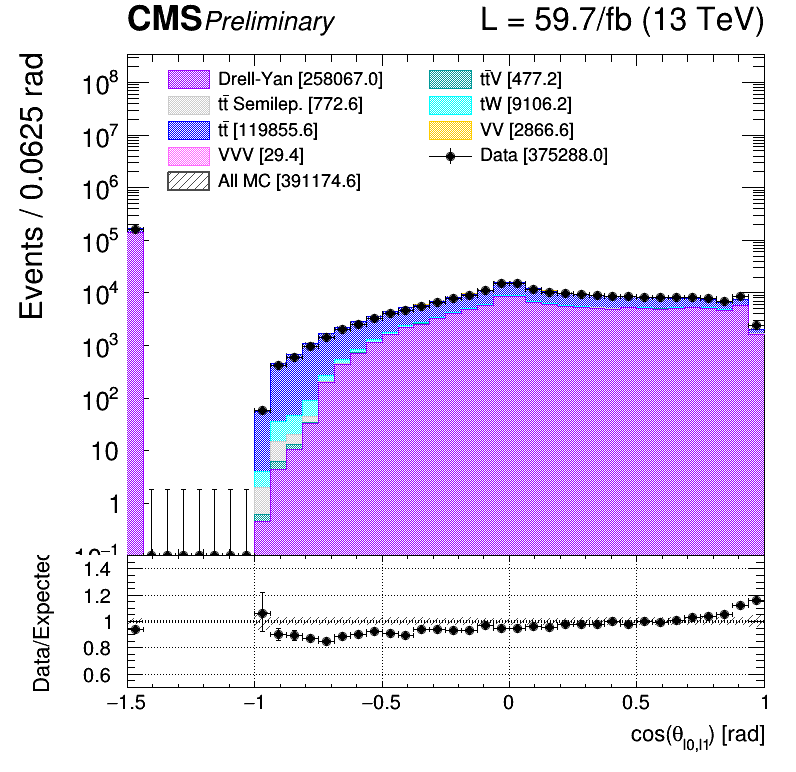 CMS Preliminary L = 59.7/fb (13 TeV)
Events / 0.0625 rad
Drell-Yan [258067.0]
tt̄ Semilep. [772.6]
tt̄ [119855.6]
VVV [29.4]
All MC [391174.6]
tt̄V [477.2]
tW [9106.2]
VV [2866.6]
Data [375288.0]
10⁸
10⁷
10⁶
10⁵
10⁴
10³
10²
10
1
10⁻¹
Data/Expected
1.4
1.2
1
0.8
0.6
−1.5 −1 −0.5 0 0.5 1
cos(θ_l0,l1) [rad]